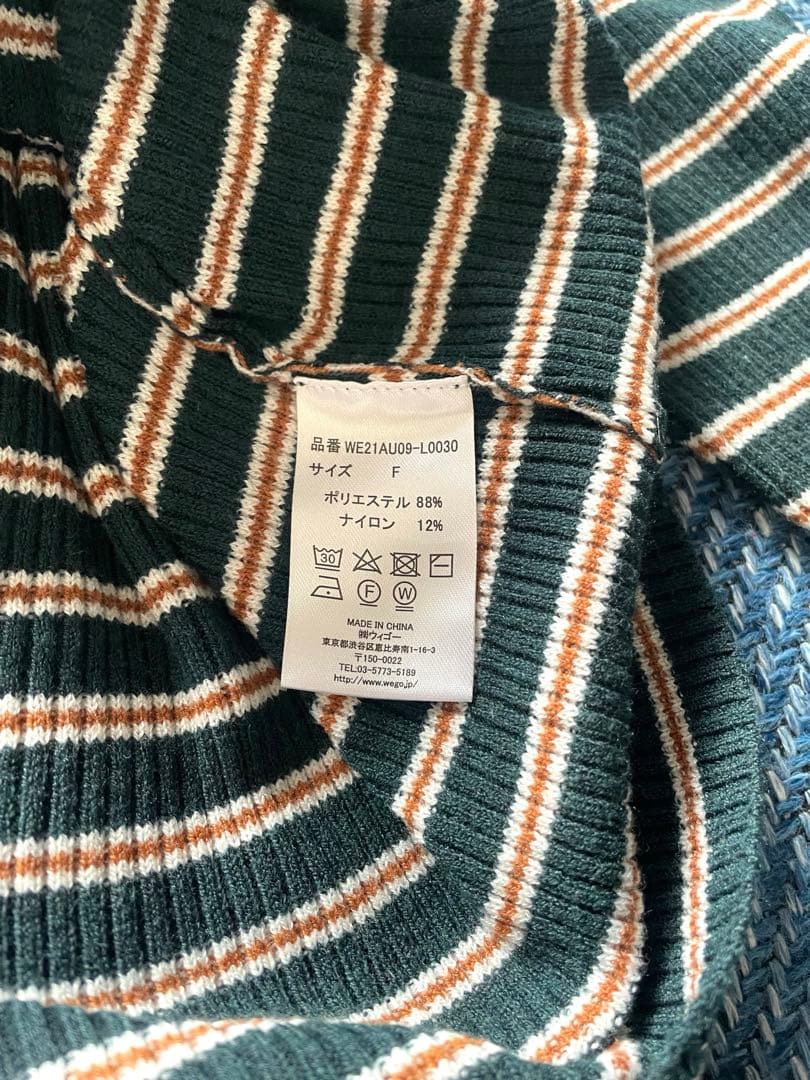 品番 WE21AU09-L0030
サイズ F
ポリエステル 88%
ナイロン 12%
30
F W
MADE IN CHINA
㈱ウィゴー
東京都渋谷区恵比寿南1-16-3
〒150-0022
TEL:03-5773-5189
http://www.wego.jp/